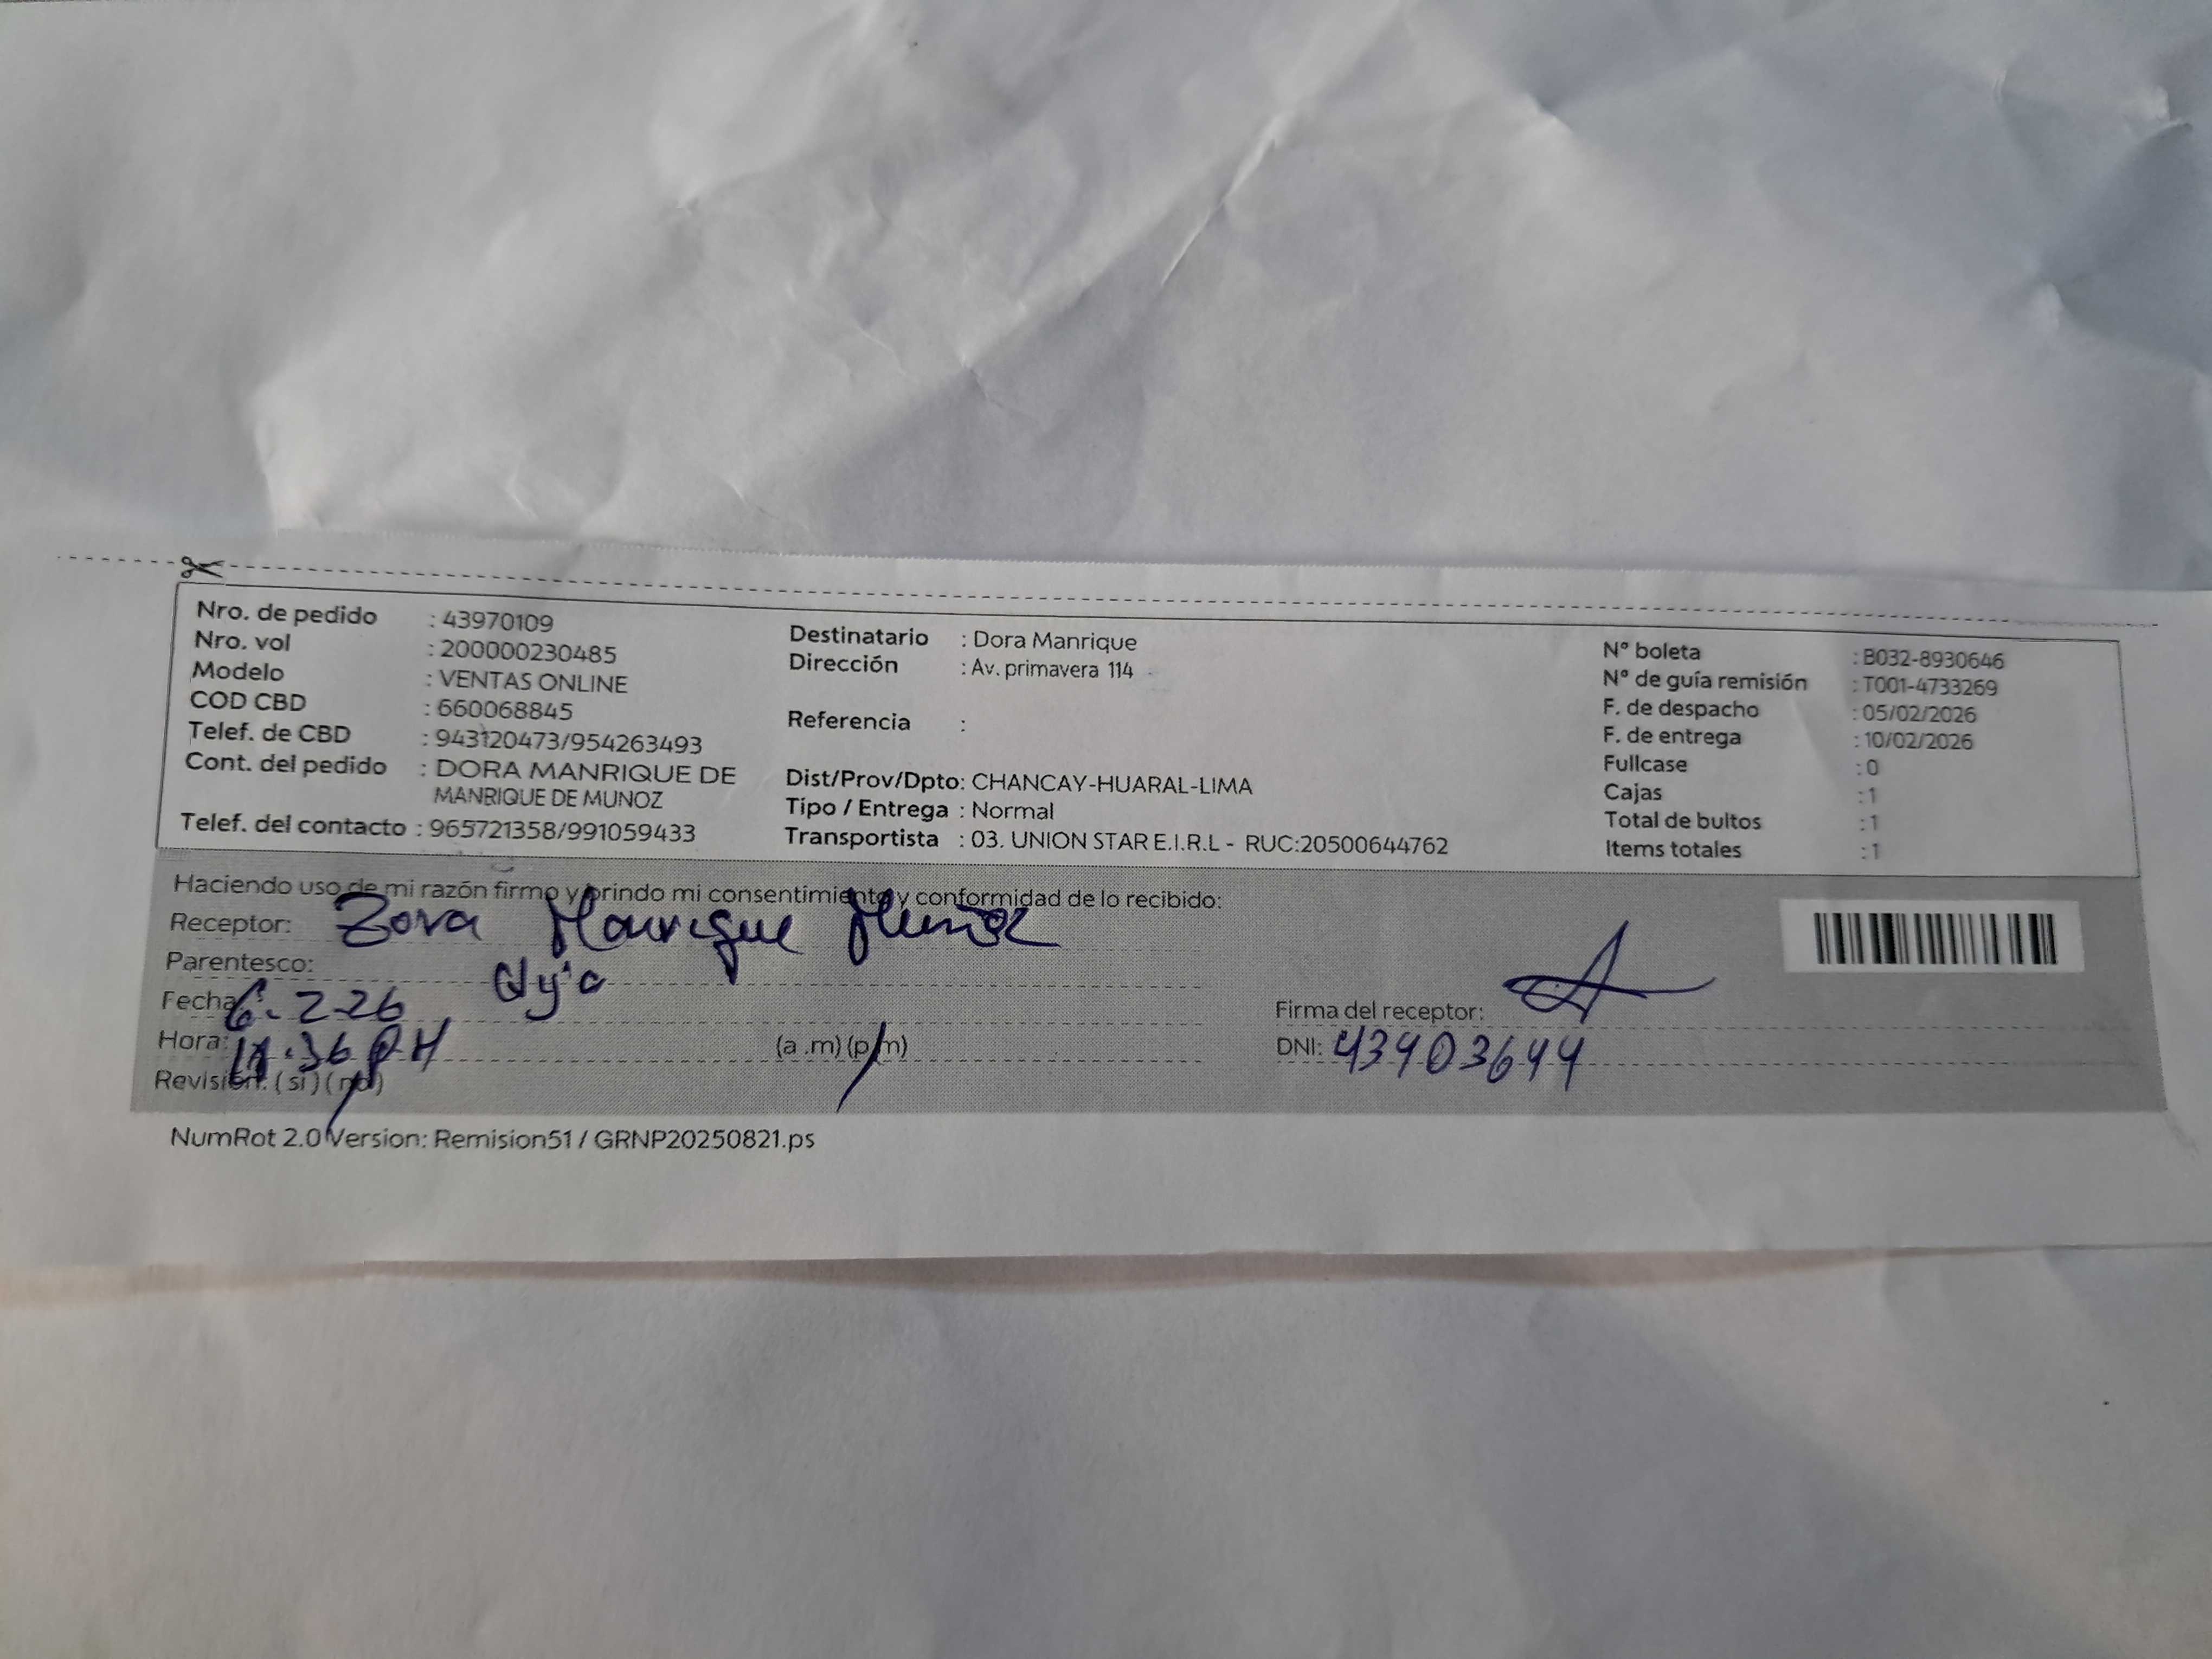 Nro. de pedido : 43970109
Nro. vol : 200000230485
Modelo : VENTAS ONLINE
COD CBD : 660068845
Telef. de CBD : 943120473/954263493
Cont. del pedido : DORA MANRIQUE DE
MANRIQUE DE MUNOZ
Telef. del contacto : 965721358/991059433
Destinatario : Dora Manrique
Dirección : Av. primavera 114
Referencia :
Dist/Prov/Dpto: CHANCAY-HUARAL-LIMA
Tipo / Entrega : Normal
Transportista : 03. UNION STAR E.I.R.L - RUC:20500644762
N° boleta : B032-8930646
N° de guía remisión : T001-4733269
F. de despacho : 05/02/2026
F. de entrega : 10/02/2026
Fullcase : 0
Cajas : 1
Total de bultos : 1
Items totales : 1
Haciendo uso de mi razón firmo y brindo mi consentimiento y conformidad de lo recibido:
Receptor: Manrique Muñoz
Parentesco:
Fecha: 6. 2-26
Hora: (a .m) (p.m)
Revisión: ( si ) ( no )
Firma del receptor:
DNI: 43403644
NumRot 2.0 Version: Remision51 / GRNP20250821.ps